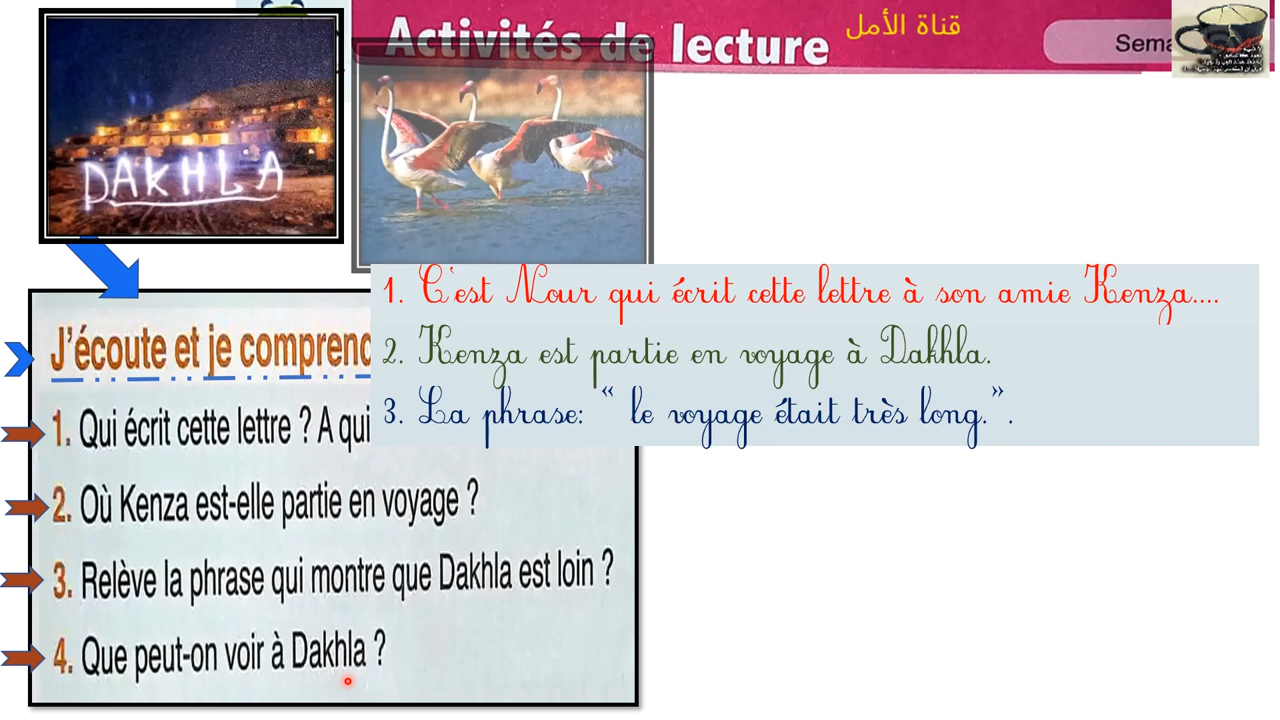 Activités de lecture
قناة الأمل
Sema
DAKHLA
1. C'est Nour qui écrit cette lettre à son amie Kenza....
2. Kenza est partie en voyage à Dakhla.
3. La phrase: " le voyage était très long.".
J'écoute et je comprend
1. Qui écrit cette lettre ? A qui
2. Où Kenza est-elle partie en voyage ?
3. Relève la phrase qui montre que Dakhla est loin ?
4. Que peut-on voir à Dakhla ?